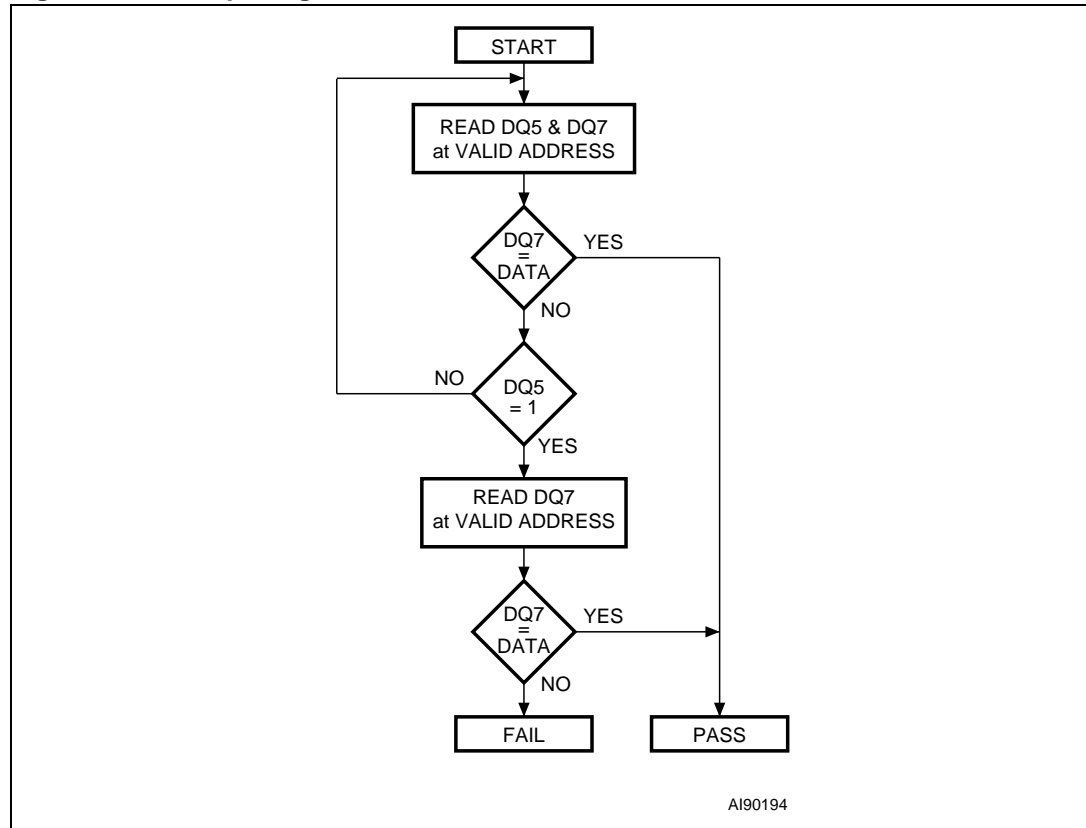 START
READ DQ5 & DQ7
at VALID ADDRESS
DQ7
=
DATA
YES
NO
DQ5
= 1
NO
YES
READ DQ7
at VALID ADDRESS
DQ7
=
DATA
YES
NO
FAIL
PASS
AI90194